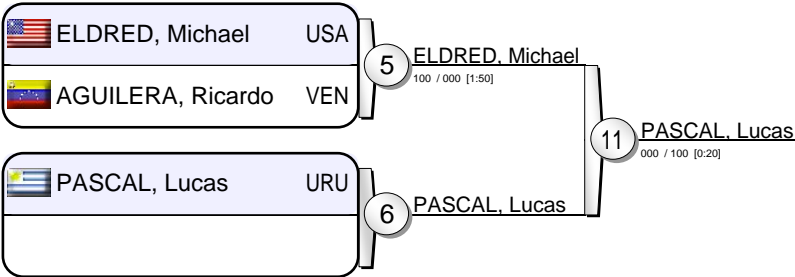 ELDRED, Michael USA
AGUILERA, Ricardo VEN
5
ELDRED, Michael
100 / 000 [1:50]
11
PASCAL, Lucas
000 / 100 [0:20]
PASCAL, Lucas URU
6
PASCAL, Lucas